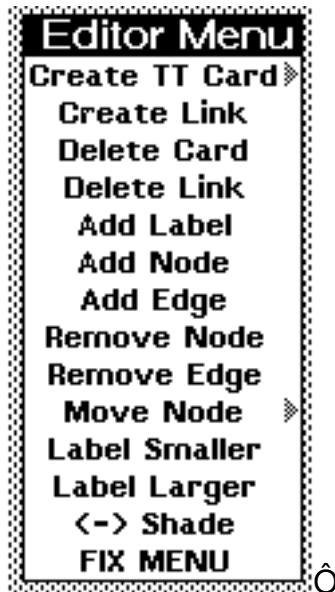 Editor Menu
Create TT Card
Create Link
Delete Card
Delete Link
Add Label
Add Node
Add Edge
Remove Node
Remove Edge
Move Node
Label Smaller
Label Larger
<-> Shade
FIX MENU
Ô